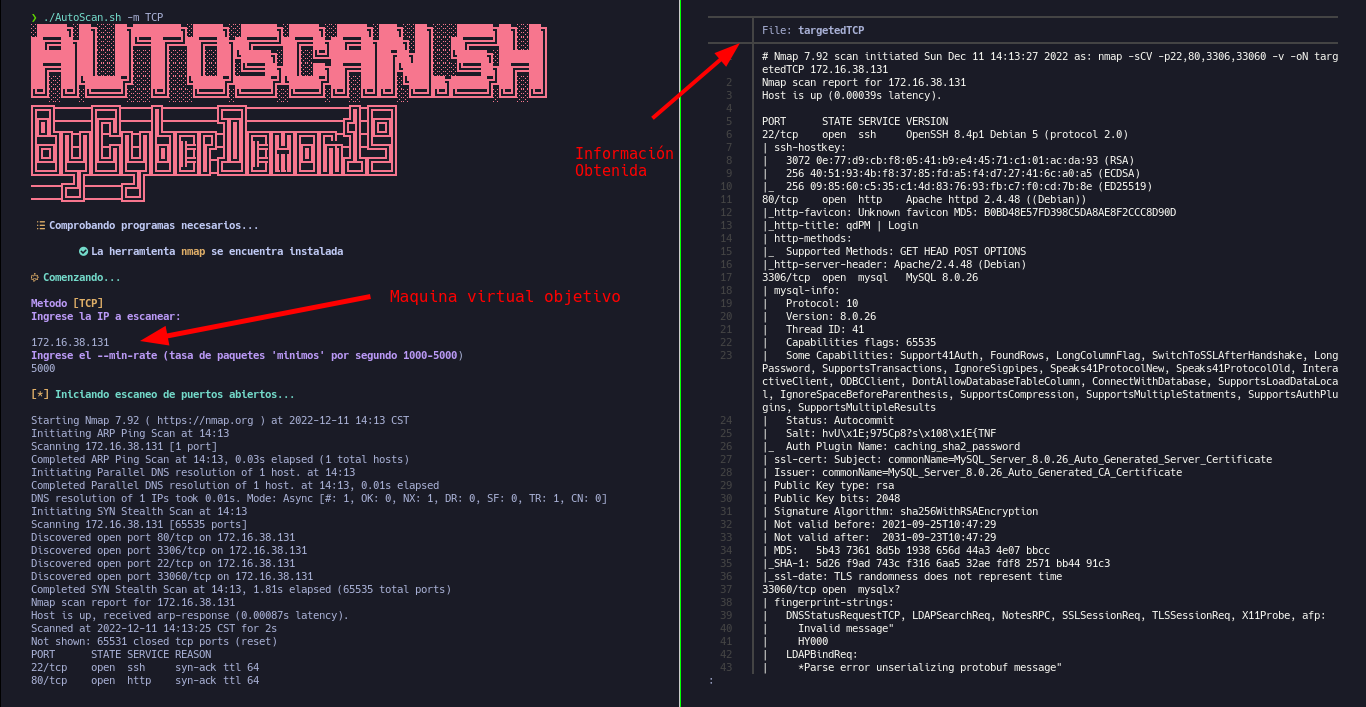 ❯ ./AutoScan.sh -m TCP
AUTOSCAN.SH
Comprobando programas necesarios...
La herramienta nmap se encuentra instalada
Comenzando...
Metodo [TCP]
Ingrese la IP a escanear:
172.16.38.131
Ingrese el --min-rate (tasa de paquetes 'minimos' por segundo 1000-5000)
5000
[*] Iniciando escaneo de puertos abiertos...
Starting Nmap 7.92 ( https://nmap.org ) at 2022-12-11 14:13 CST
Initiating ARP Ping Scan at 14:13
Scanning 172.16.38.131 [1 port]
Completed ARP Ping Scan at 14:13, 0.03s elapsed (1 total hosts)
Initiating Parallel DNS resolution of 1 host. at 14:13
Completed Parallel DNS resolution of 1 host. at 14:13, 0.01s elapsed
DNS resolution of 1 IPs took 0.01s. Mode: Async [#: 1, OK: 0, NX: 1, DR: 0, SF: 0, TR: 1, CN: 0]
Initiating SYN Stealth Scan at 14:13
Scanning 172.16.38.131 [65535 ports]
Discovered open port 80/tcp on 172.16.38.131
Discovered open port 3306/tcp on 172.16.38.131
Discovered open port 22/tcp on 172.16.38.131
Discovered open port 33060/tcp on 172.16.38.131
Completed SYN Stealth Scan at 14:13, 1.81s elapsed (65535 total ports)
Nmap scan report for 172.16.38.131
Host is up, received arp-response (0.00087s latency).
Scanned at 2022-12-11 14:13:25 CST for 2s
Not shown: 65531 closed tcp ports (reset)
PORT      STATE SERVICE REASON
22/tcp    open  ssh     syn-ack ttl 64
80/tcp    open  http    syn-ack ttl 64
Maquina virtual objetivo
Información
Obtenida
File: targetedTCP
# Nmap 7.92 scan initiated Sun Dec 11 14:13:27 2022 as: nmap -sCV -p22,80,3306,33060 -v -oN targ
etedTCP 172.16.38.131
2 Nmap scan report for 172.16.38.131
3 Host is up (0.00039s latency).
4
5 PORT      STATE SERVICE VERSION
6 22/tcp    open  ssh     OpenSSH 8.4p1 Debian 5 (protocol 2.0)
7 | ssh-hostkey:
8 |   3072 0e:77:d9:cb:f8:05:41:b9:e4:45:71:c1:01:ac:da:93 (RSA)
9 |   256 40:51:93:4b:f8:37:85:fd:a5:f4:d7:27:41:6c:a0:a5 (ECDSA)
10 |_  256 09:85:60:c5:35:c1:4d:83:76:93:fb:c7:f0:cd:7b:8e (ED25519)
11 80/tcp    open  http    Apache httpd 2.4.48 ((Debian))
12 |_http-favicon: Unknown favicon MD5: B0BD48E57FD398C5DA8AE8F2CCC8D90D
13 |_http-title: qdPM | Login
14 | http-methods:
15 |_  Supported Methods: GET HEAD POST OPTIONS
16 |_http-server-header: Apache/2.4.48 (Debian)
17 3306/tcp  open  mysql   MySQL 8.0.26
18 | mysql-info:
19 |   Protocol: 10
20 |   Version: 8.0.26
21 |   Thread ID: 41
22 |   Capabilities flags: 65535
23 |   Some Capabilities: Support41Auth, FoundRows, LongColumnFlag, SwitchToSSLAfterHandshake, Long
Password, SupportsTransactions, IgnoreSigpipes, Speaks41ProtocolNew, Speaks41ProtocolOld, Intera
ctiveClient, ODBCClient, DontAllowDatabaseTableColumn, ConnectWithDatabase, SupportsLoadDataLoca
l, IgnoreSpaceBeforeParenthesis, SupportsCompression, SupportsMultipleStatments, SupportsAuthPlu
gins, SupportsMultipleResults
24 |   Status: Autocommit
25 |   Salt: hvU\x1E;975Cp8?s\x108\x1E{TNF
26 |_  Auth Plugin Name: caching_sha2_password
27 | ssl-cert: Subject: commonName=MySQL_Server_8.0.26_Auto_Generated_Server_Certificate
28 | Issuer: commonName=MySQL_Server_8.0.26_Auto_Generated_CA_Certificate
29 | Public Key type: rsa
30 | Public Key bits: 2048
31 | Signature Algorithm: sha256WithRSAEncryption
32 | Not valid before: 2021-09-25T10:47:29
33 | Not valid after:  2031-09-23T10:47:29
34 | MD5:   5b43 7361 8d5b 1938 656d 44a3 4e07 bbcc
35 |_SHA-1: 5d26 f9ad 743c f316 6aa5 32ae fdf8 2571 bb44 91c3
36 |_ssl-date: TLS randomness does not represent time
37 33060/tcp open  mysqlx?
38 | fingerprint-strings:
39 |   DNSStatusRequestTCP, LDAPSearchReq, NotesRPC, SSLSessionReq, TLSSessionReq, X11Probe, afp:
40 |     Invalid message"
41 |     HY000
42 |   LDAPBindReq:
43 |     *Parse error unserializing protobuf message"
: